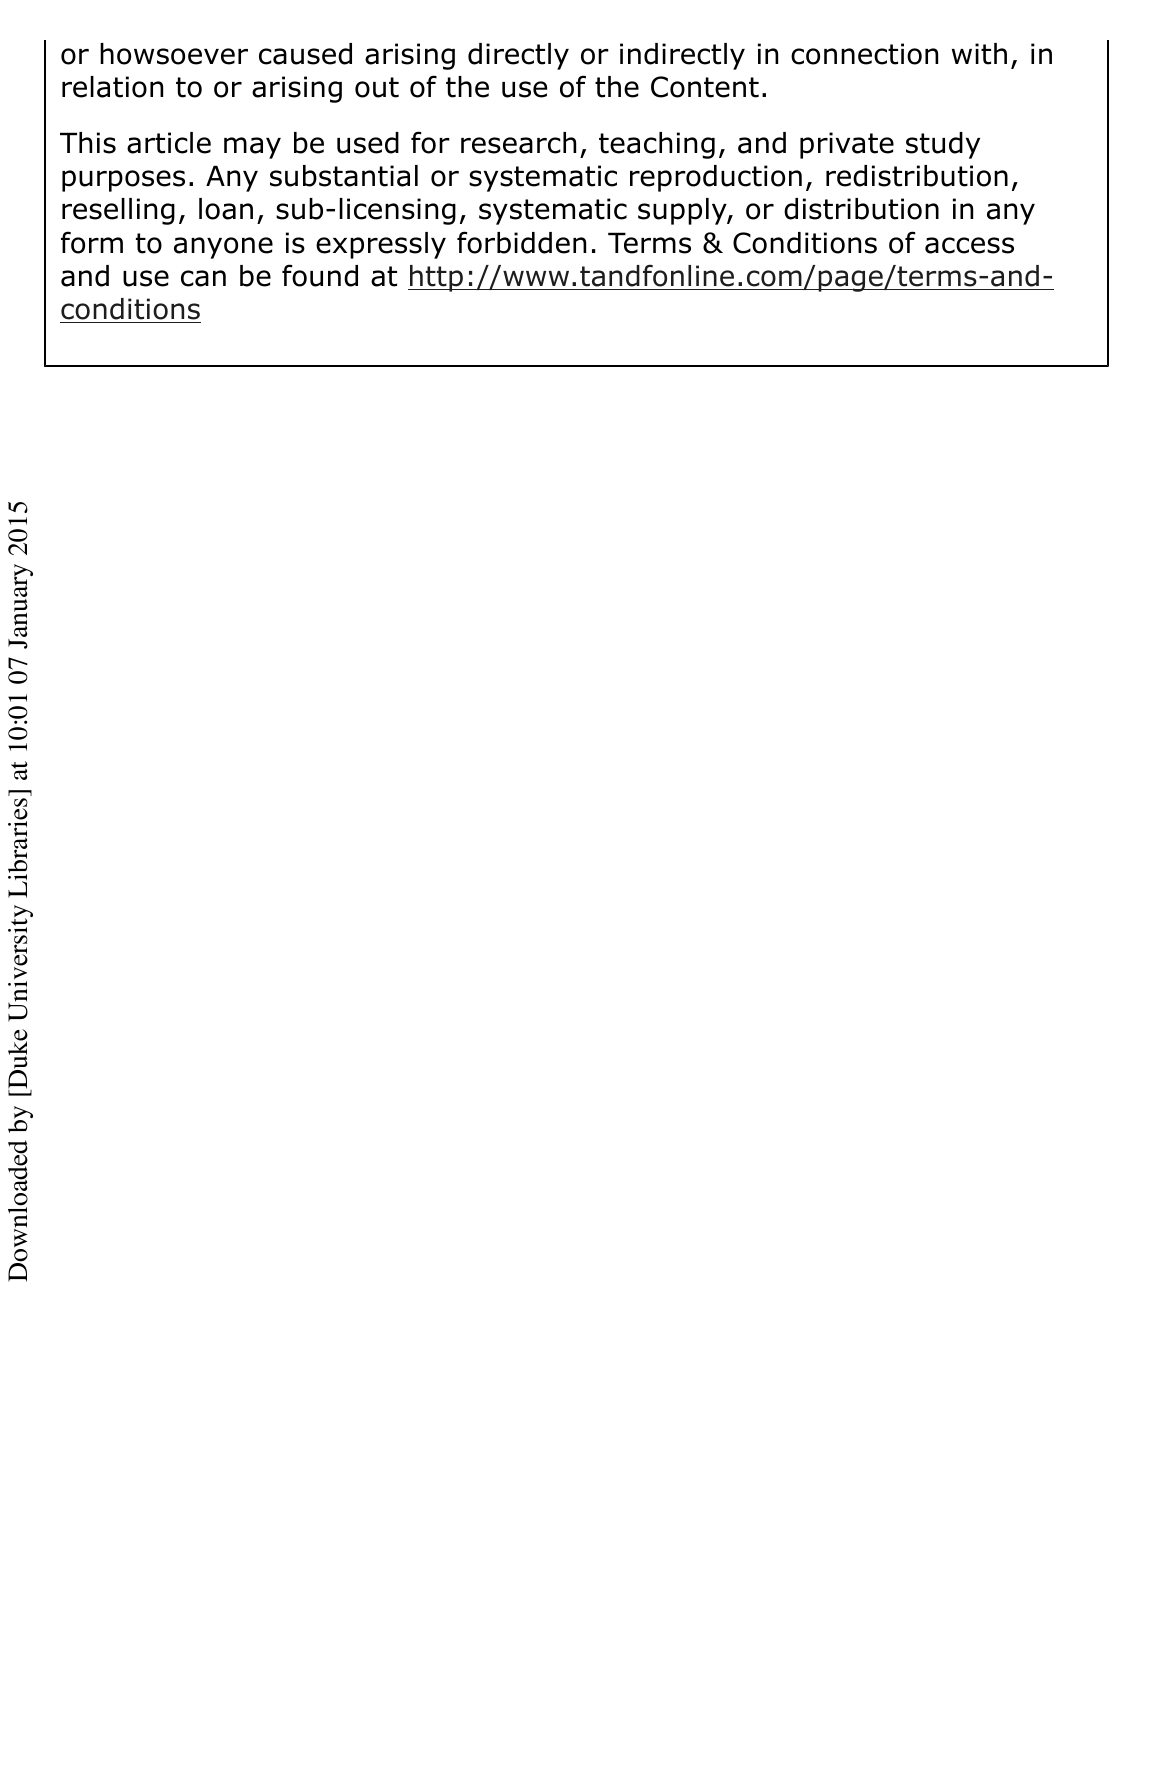 or howsoever caused arising directly or indirectly in connection with, in
relation to or arising out of the use of the Content.
This article may be used for research, teaching, and private study
purposes. Any substantial or systematic reproduction, redistribution,
reselling, loan, sub-licensing, systematic supply, or distribution in any
form to anyone is expressly forbidden. Terms & Conditions of access
and use can be found at http://www.tandfonline.com/page/terms-and-
conditions
Downloaded by [Duke University Libraries] at 10:01 07 January 2015